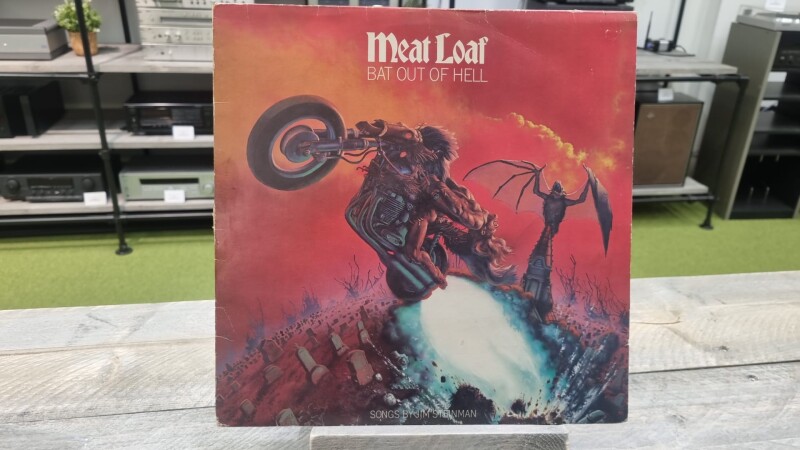 Meat Loaf
BAT OUT OF HELL
SONGS BY JIM STEINMAN